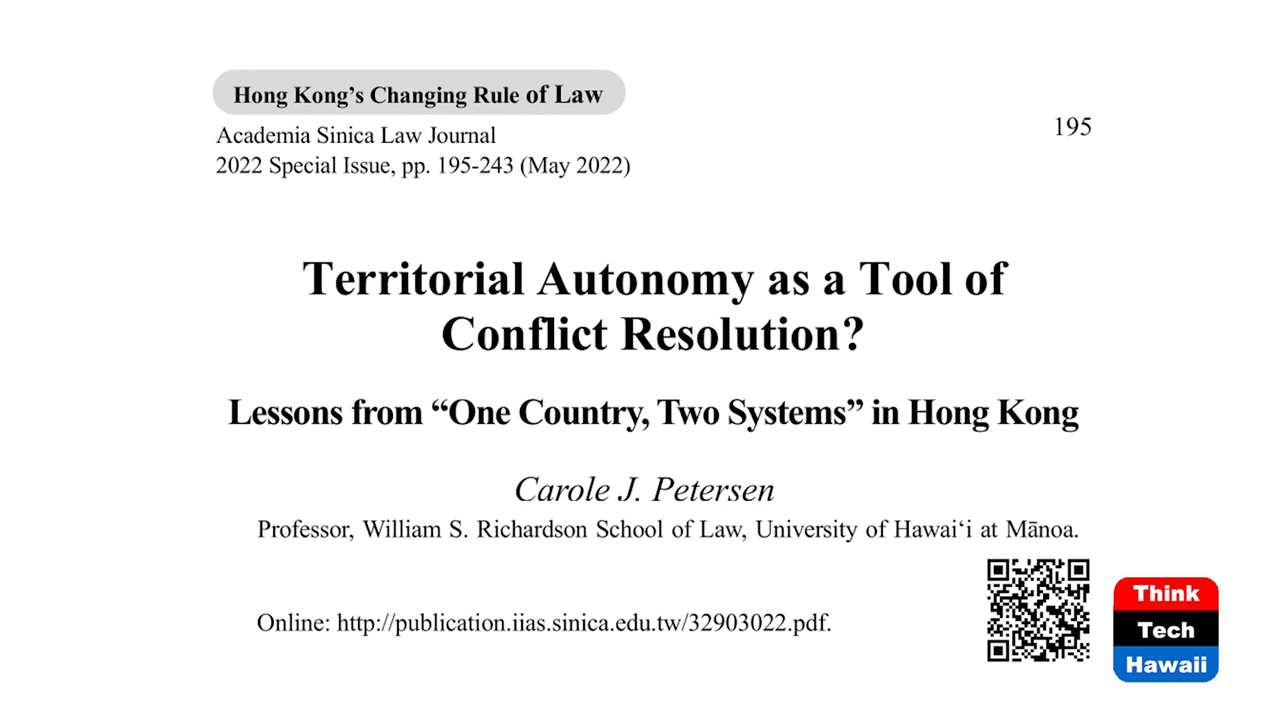 Hong Kong’s Changing Rule of Law
Academia Sinica Law Journal
2022 Special Issue, pp. 195-243 (May 2022)
195
Territorial Autonomy as a Tool of
Conflict Resolution?
Lessons from “One Country, Two Systems” in Hong Kong
Carole J. Petersen
Professor, William S. Richardson School of Law, University of Hawai‘i at Mānoa.
Online: http://publication.iias.sinica.edu.tw/32903022.pdf.
Think
Tech
Hawaii